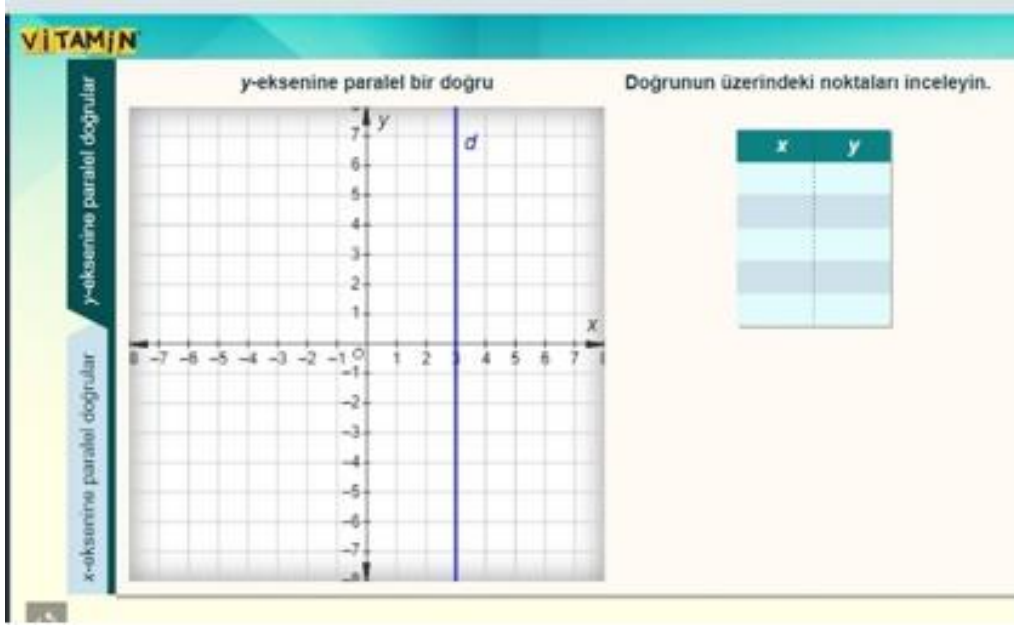 VİTAMİN
y-eksenine paralel doğrular
x-eksenine paralel doğrular
y-eksenine paralel bir doğru
y
d
7
6
5
4
3
2
1
x
-7 -6 -5 -4 -3 -2 -1 O 1 2 3 4 5 6 7
-1
-2
-3
-4
-5
-6
-7
Doğrunun üzerindeki noktaları inceleyin.
x y